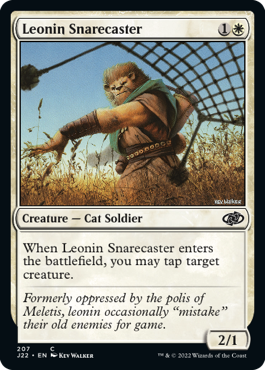 Leonin Snarecaster 1
KEV WALKER
Creature — Cat Soldier
When Leonin Snarecaster enters
the battlefield, you may tap target
creature.
Formerly oppressed by the polis of
Meletis, leonin occasionally “mistake”
their old enemies for game.
2/1
207 C
J22 • EN KEV WALKER
™ & © 2022 Wizards of the Coast